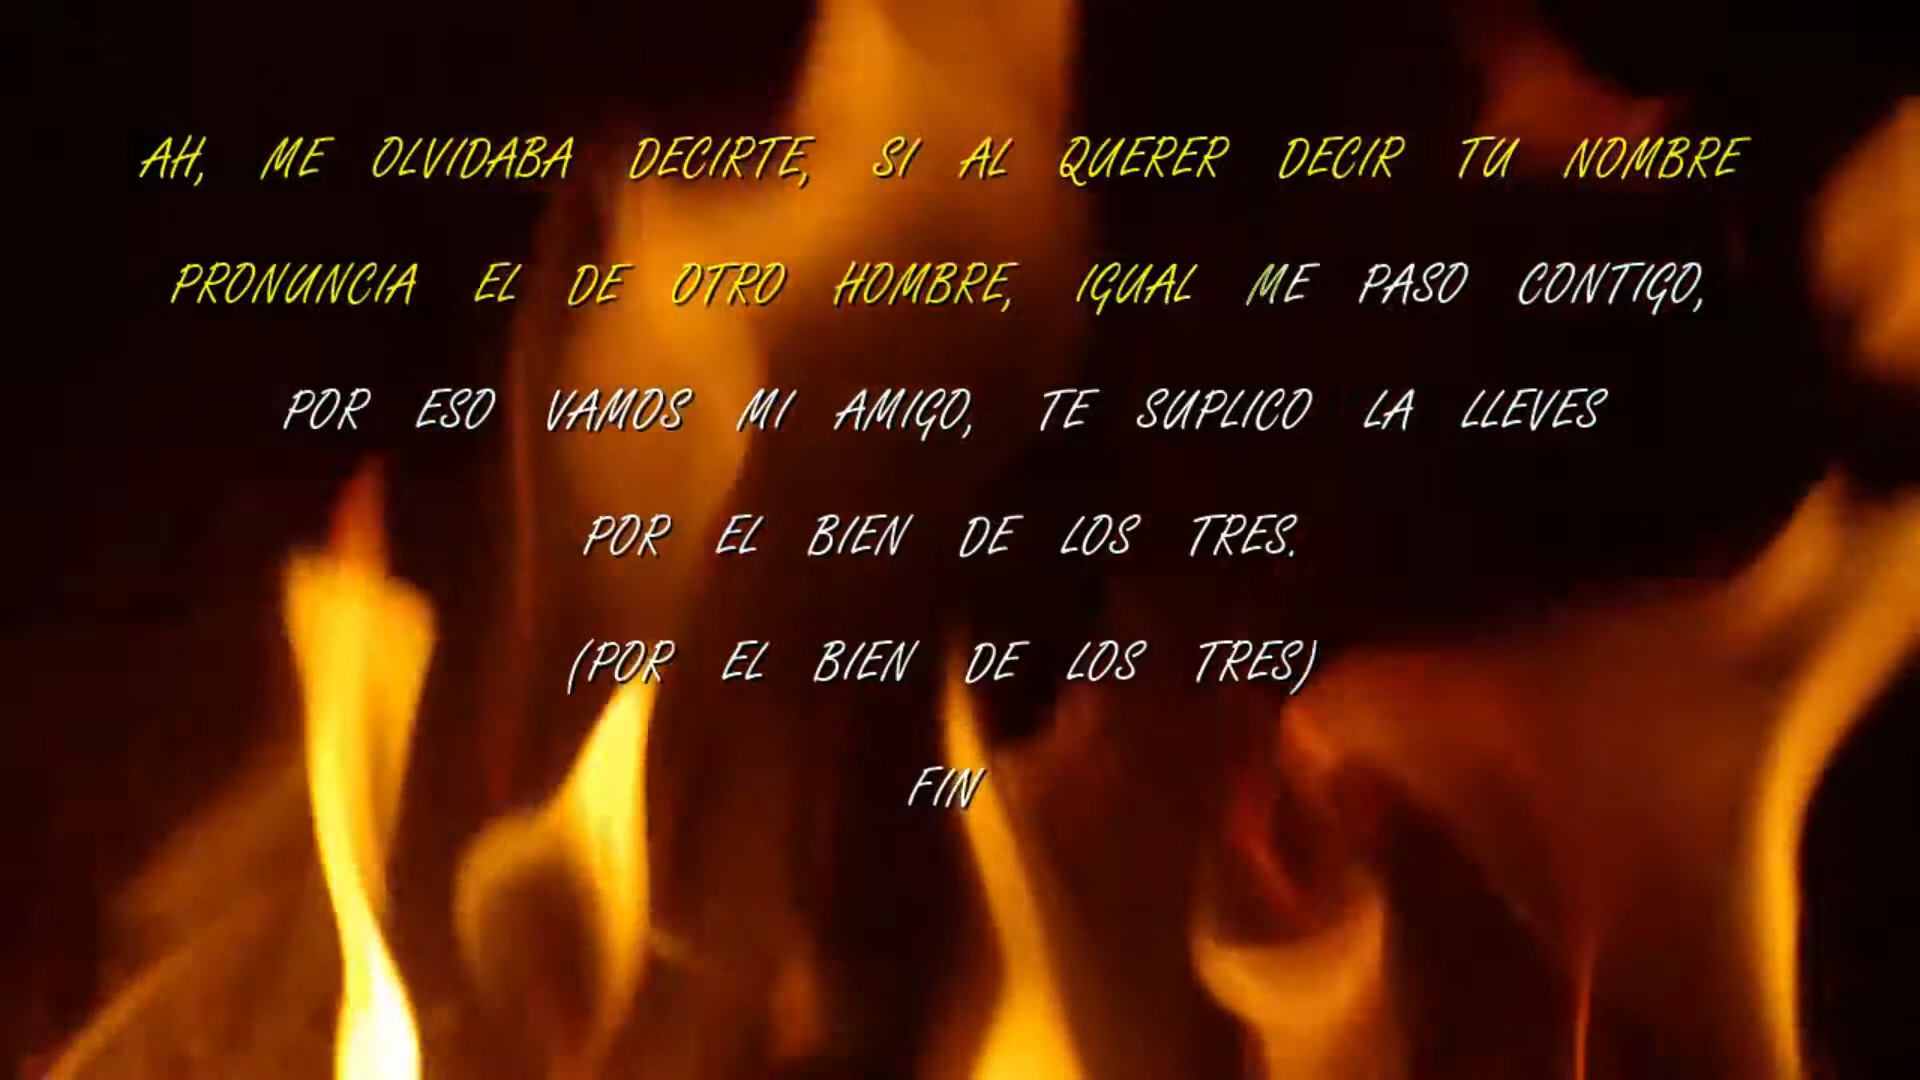 AH, ME OLVIDABA DECIRTE, SI AL QUERER DECIR TU NOMBRE
PRONUNCIA EL DE OTRO HOMBRE, IGUAL ME PASO CONTIGO,
POR ESO VAMOS MI AMIGO, TE SUPLICO LA LLEVES
POR EL BIEN DE LOS TRES.
(POR EL BIEN DE LOS TRES)
FIN